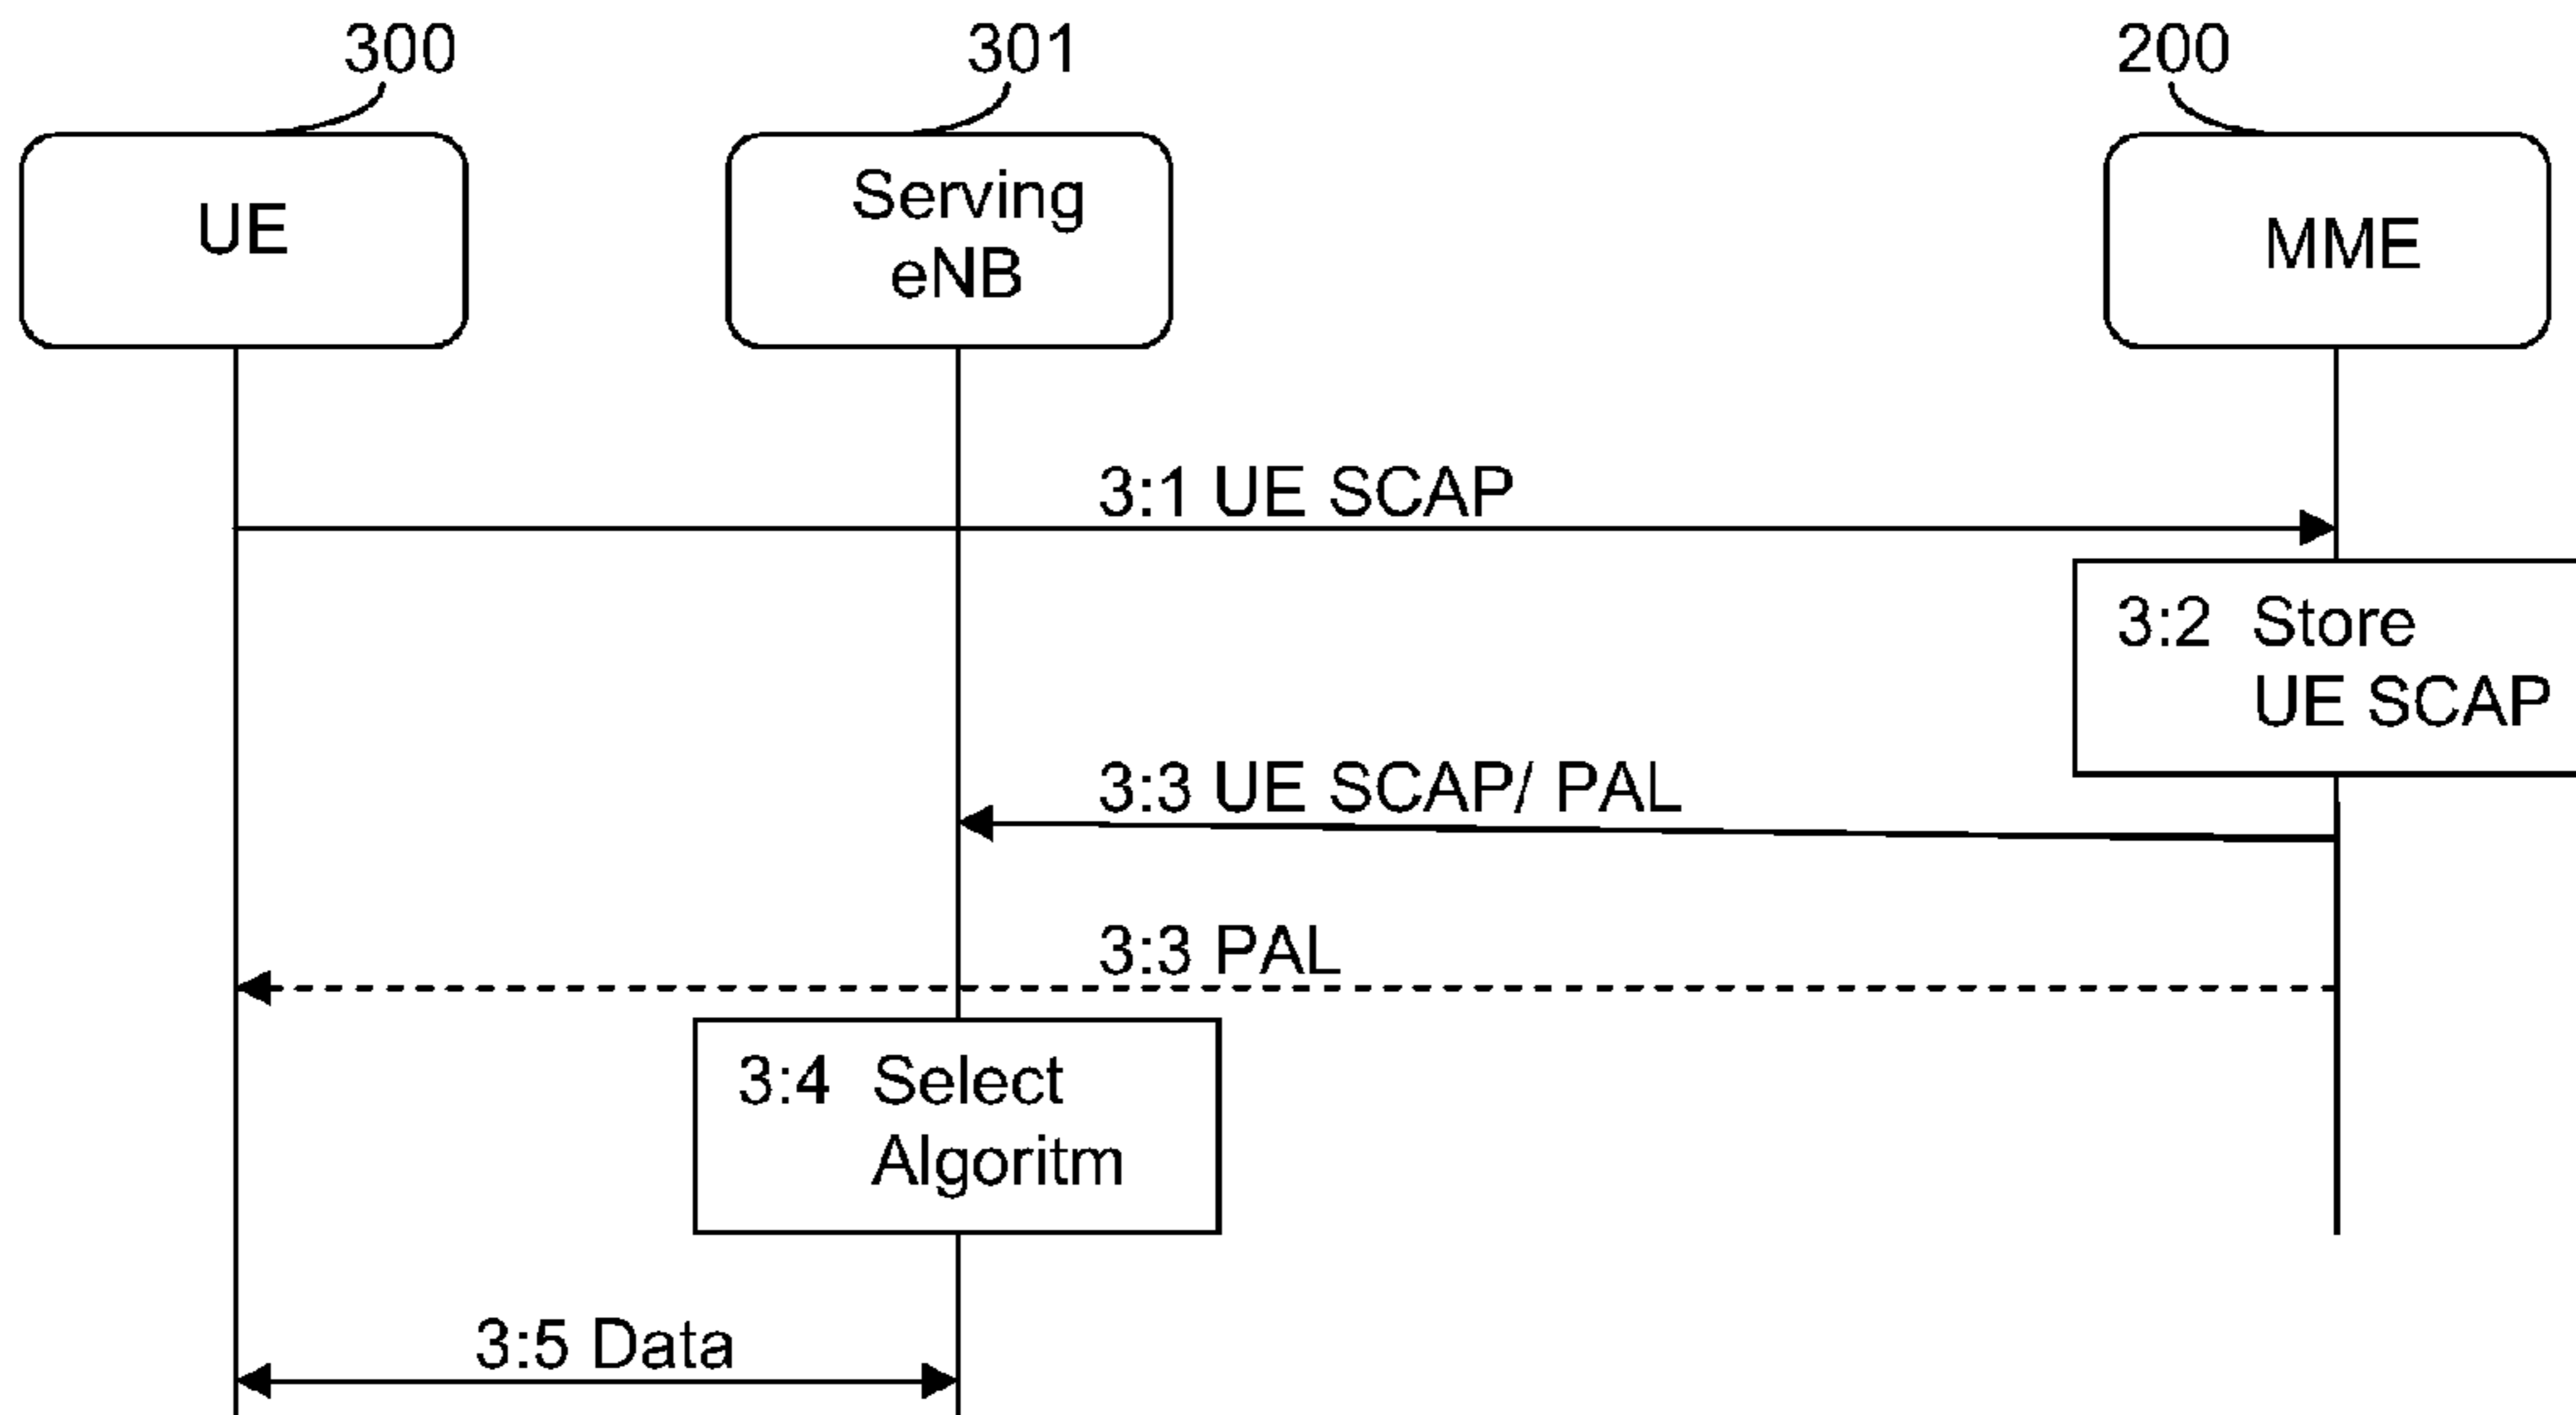 300
301
200
UE
Serving
eNB
MME
3:1 UE SCAP
3:2 Store
UE SCAP
3:3 UE SCAP/ PAL
3:3 PAL
3:4 Select
Algoritm
3:5 Data